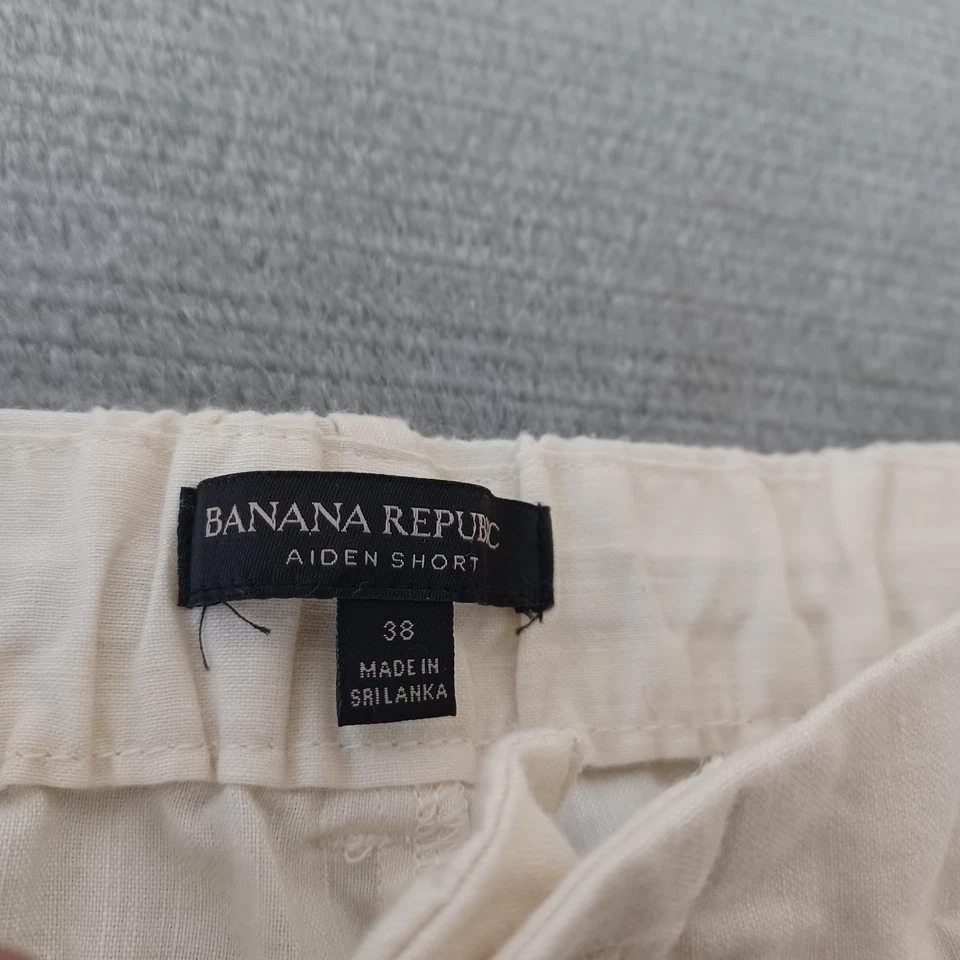 BANANA REPUBLIC
AIDEN SHORT
38
MADE IN
SRI LANKA